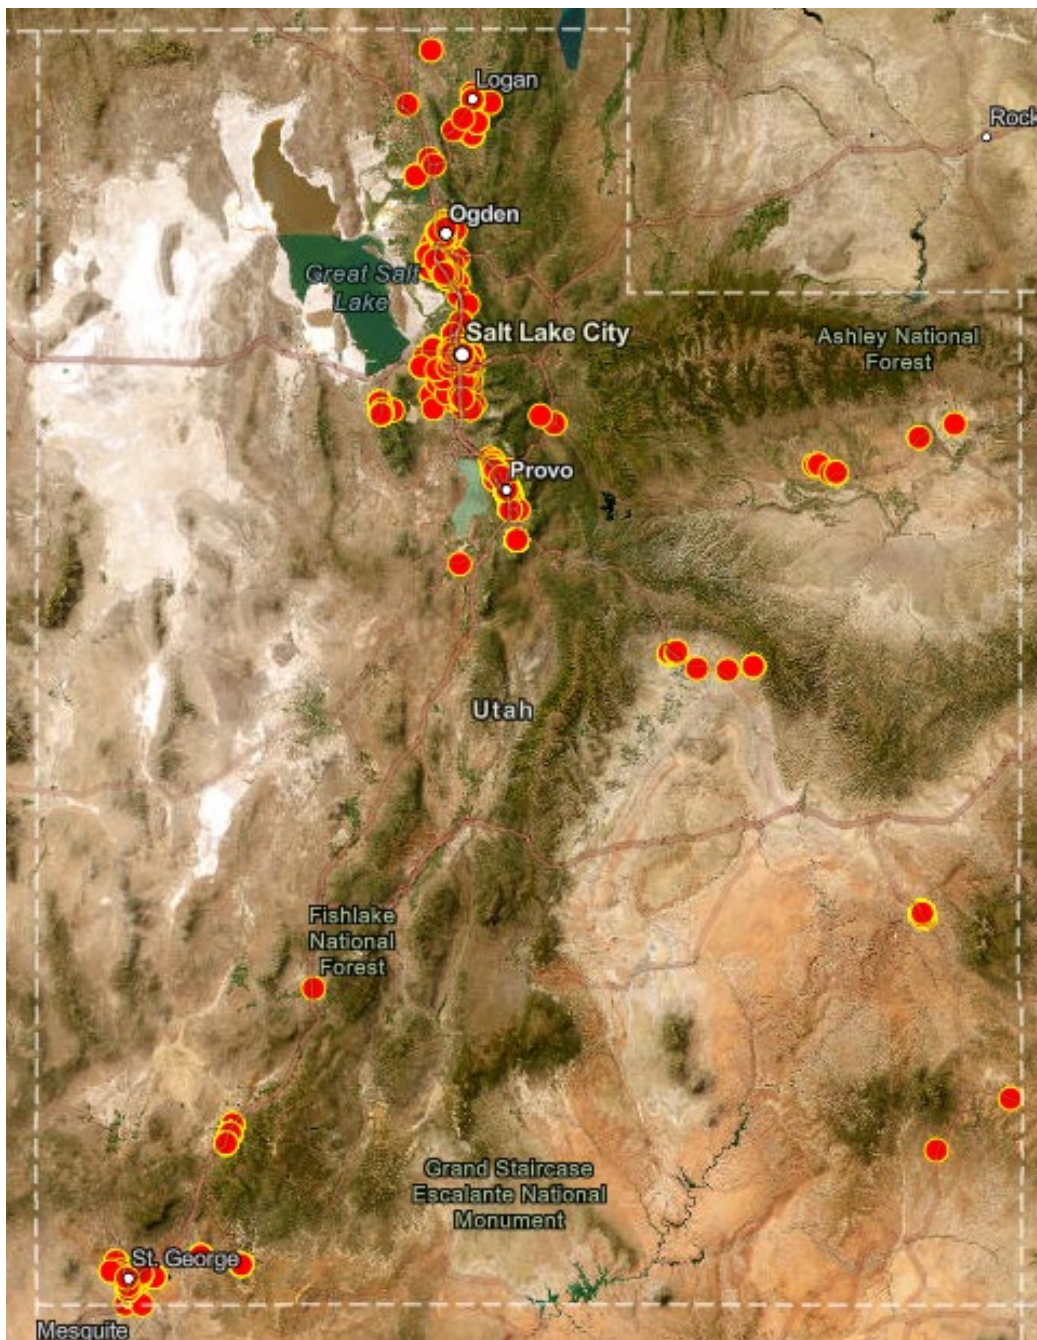 Logan
Rock
Ogden
Great Salt
Lake
Salt Lake City
Ashley National
Forest
Provo
Utah
Fishlake
National
Forest
Grand Staircase
Escalante National
Monument
St. George
Mesquite